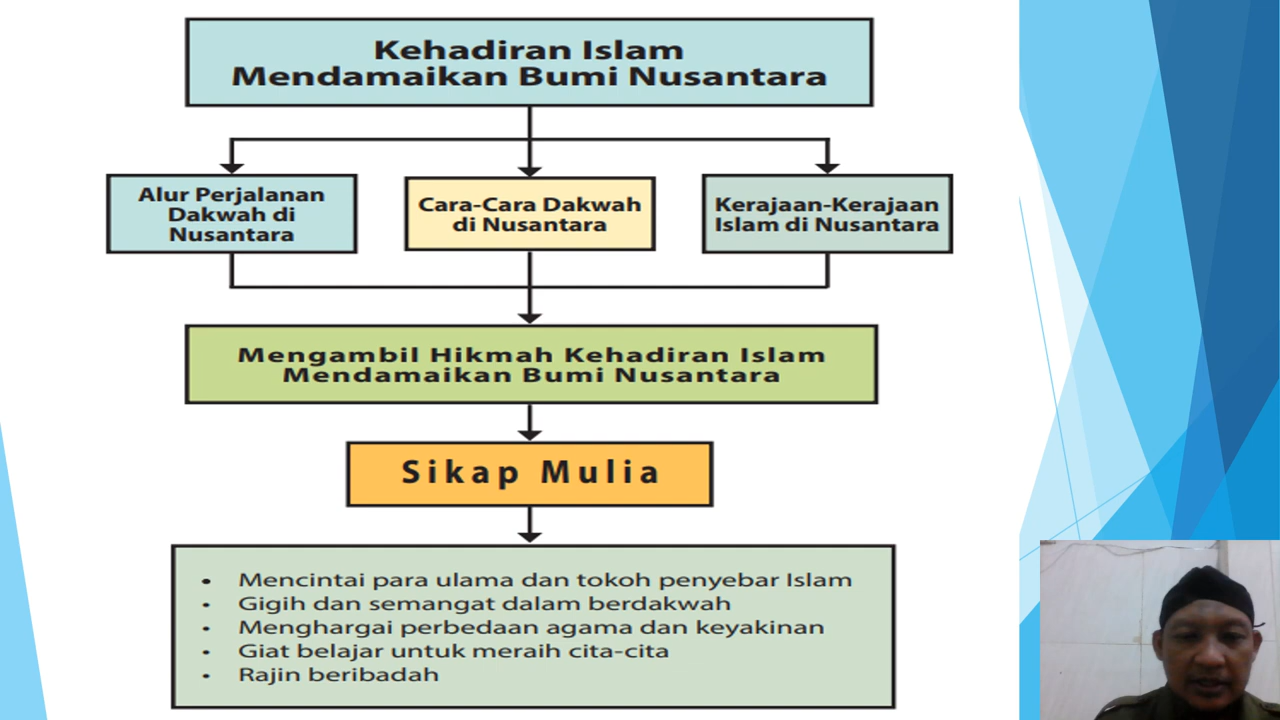 Kehadiran Islam
Mendamaikan Bumi Nusantara
Alur Perjalanan
Dakwah di
Nusantara
Cara-Cara Dakwah
di Nusantara
Kerajaan-Kerajaan
Islam di Nusantara
Mengambil Hikmah Kehadiran Islam
Mendamaikan Bumi Nusantara
Sikap Mulia
• Mencintai para ulama dan tokoh penyebar Islam
• Gigih dan semangat dalam berdakwah
• Menghargai perbedaan agama dan keyakinan
• Giat belajar untuk meraih cita-cita
• Rajin beribadah